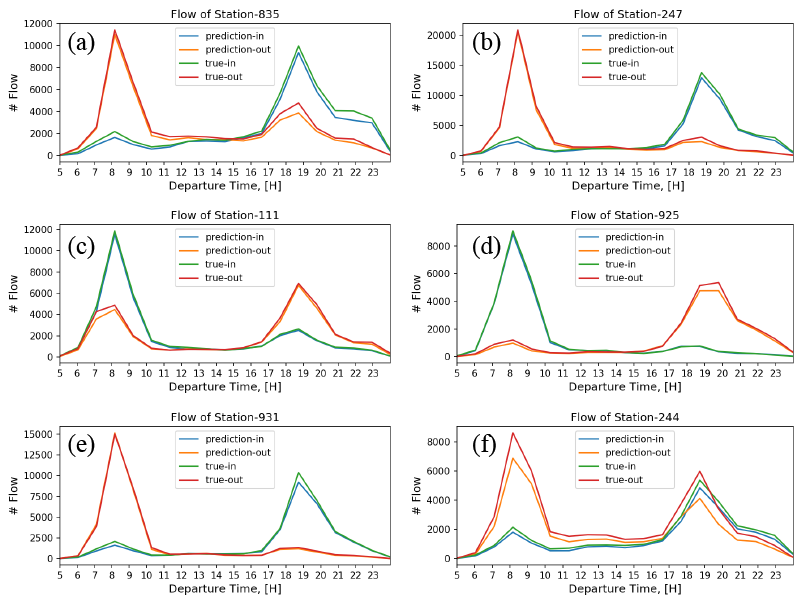 Flow of Station-835
(a)
prediction-in
prediction-out
true-in
true-out
12000
10000
8000
6000
4000
2000
0
# Flow
5 6 7 8 9 10 11 12 13 14 15 16 17 18 19 20 21 22 23
Departure Time, [H]
Flow of Station-247
(b)
prediction-in
prediction-out
true-in
true-out
20000
15000
10000
5000
0
# Flow
5 6 7 8 9 10 11 12 13 14 15 16 17 18 19 20 21 22 23
Departure Time, [H]
Flow of Station-111
(c)
prediction-in
prediction-out
true-in
true-out
12000
10000
8000
6000
4000
2000
0
# Flow
5 6 7 8 9 10 11 12 13 14 15 16 17 18 19 20 21 22 23
Departure Time, [H]
Flow of Station-925
(d)
prediction-in
prediction-out
true-in
true-out
8000
6000
4000
2000
0
# Flow
5 6 7 8 9 10 11 12 13 14 15 16 17 18 19 20 21 22 23
Departure Time, [H]
Flow of Station-931
(e)
prediction-in
prediction-out
true-in
true-out
15000
12500
10000
7500
5000
2500
0
# Flow
5 6 7 8 9 10 11 12 13 14 15 16 17 18 19 20 21 22 23
Departure Time, [H]
Flow of Station-244
(f)
prediction-in
prediction-out
true-in
true-out
8000
6000
4000
2000
0
# Flow
5 6 7 8 9 10 11 12 13 14 15 16 17 18 19 20 21 22 23
Departure Time, [H]